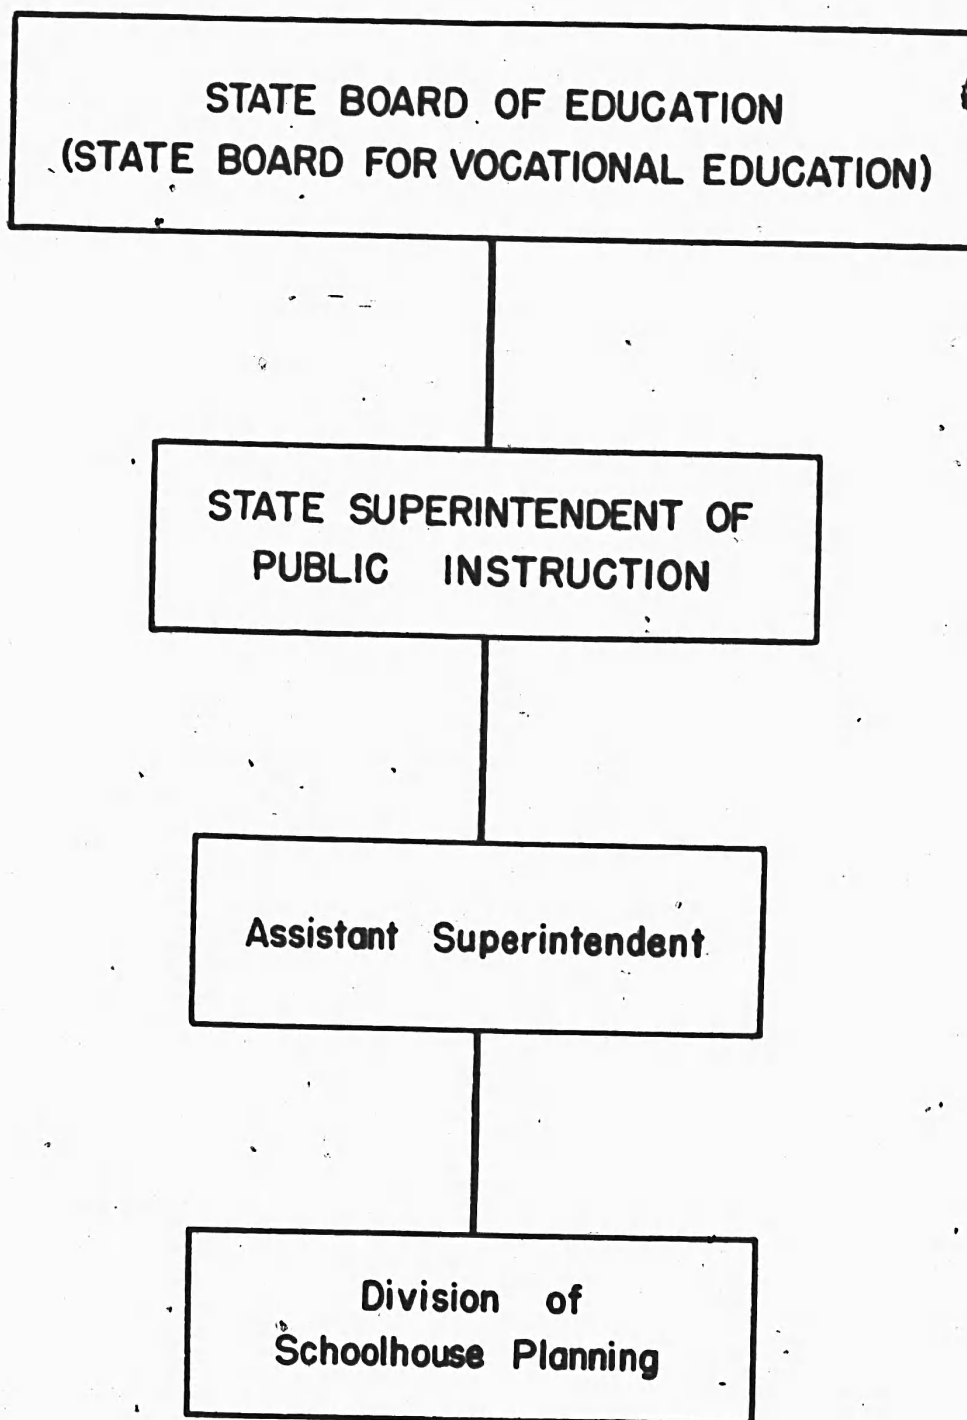 STATE BOARD OF EDUCATION
(STATE BOARD FOR VOCATIONAL EDUCATION)
STATE SUPERINTENDENT OF
PUBLIC INSTRUCTION
Assistant Superintendent
Division of
Schoolhouse Planning